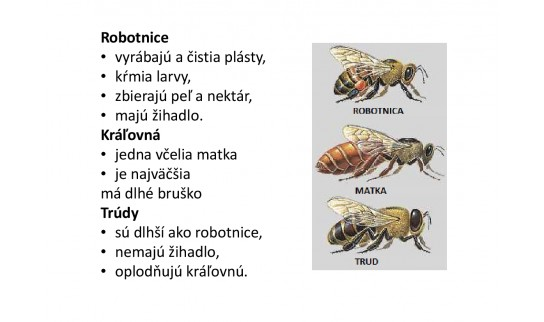 Robotnice
• vyrábajú a čistia plásty,
• kŕmia larvy,
• zbierajú peľ a nektár,
• majú žihadlo.
Kráľovná
• jedna včelia matka
• je najväčšia
má dlhé bruško
Trúdy
• sú dlhší ako robotnice,
• nemajú žihadlo,
• oplodňujú kráľovnú.
ROBOTNICA
MATKA
TRUD